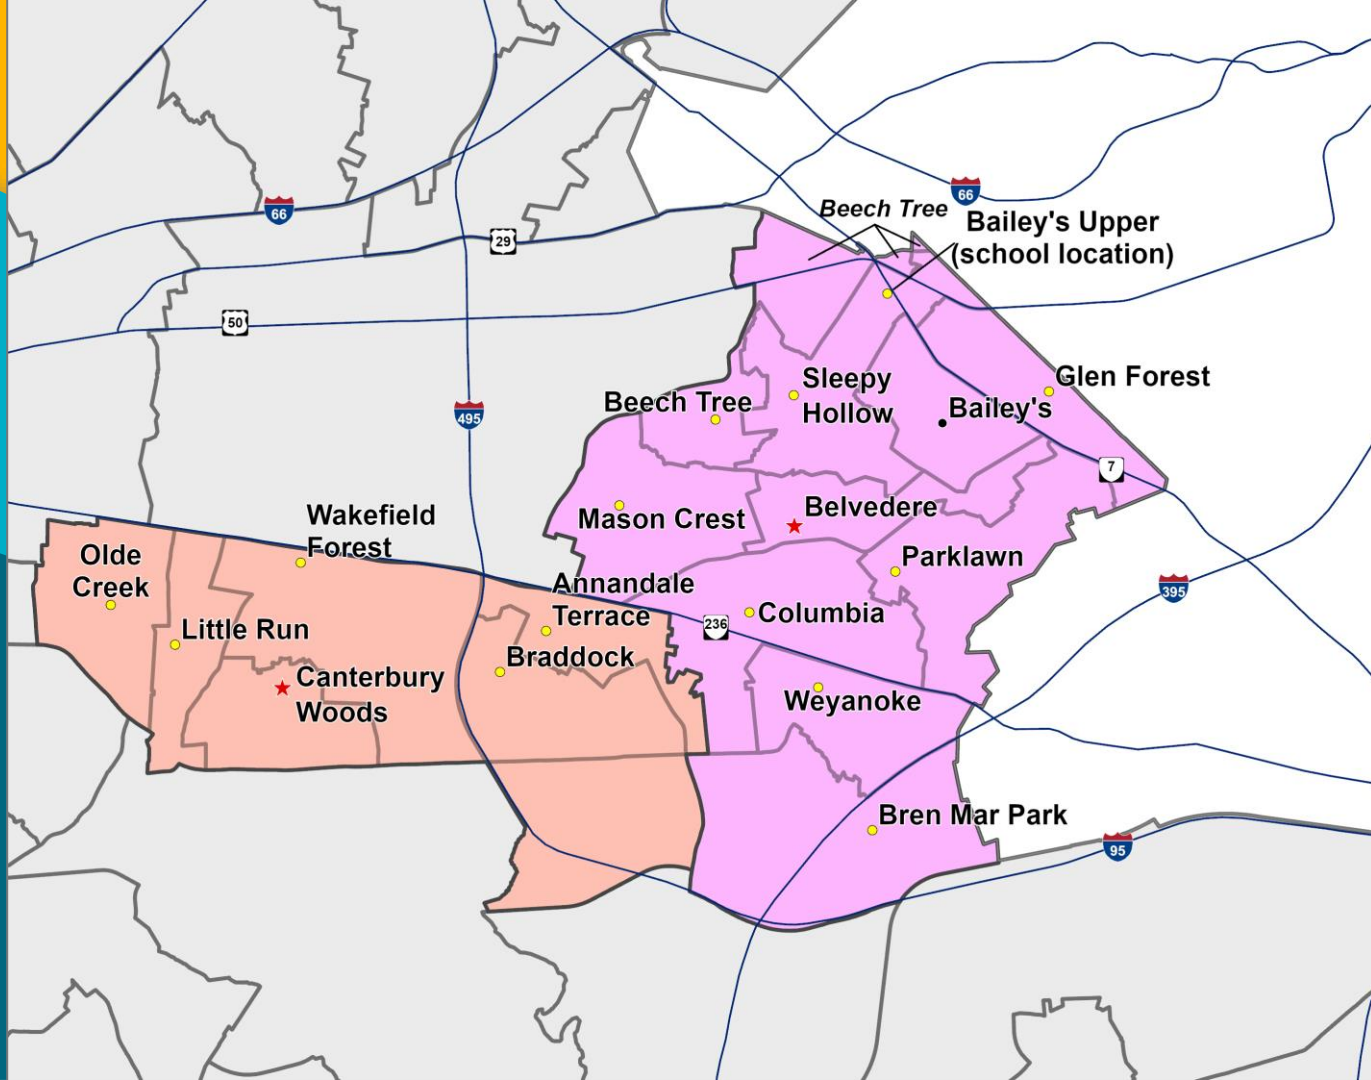 Beech Tree
66
Bailey's Upper
(school location)
66
29
50
Sleepy
Hollow
Glen Forest
Beech Tree
Bailey's
495
7
Wakefield
Forest
Mason Crest
Belvedere
Olde
Creek
Annandale
Terrace
Parklawn
395
Little Run
236
Columbia
Braddock
Canterbury
Woods
Weyanoke
Bren Mar Park
95